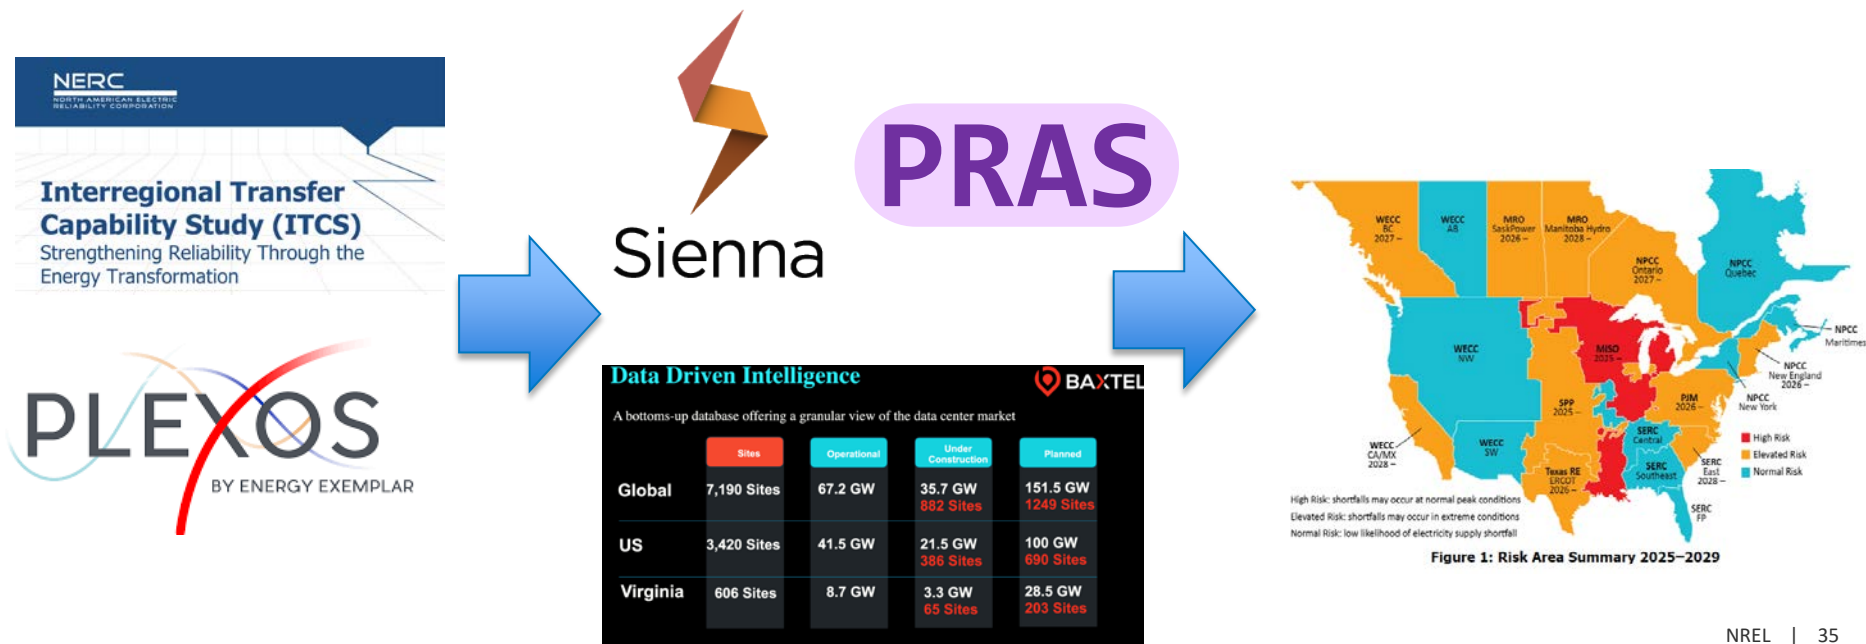 NERC
NORTH AMERICAN ELECTRIC
RELIABILITY CORPORATION
Interregional Transfer
Capability Study (ITCS)
Strengthening Reliability Through the
Energy Transformation
PLEXOS
BY ENERGY EXEMPLAR
Sienna
PRAS
Data Driven Intelligence
BAXTEL
A bottoms-up database offering a granular view of the data center market
Sites Operational Under Construction Planned
Global 7,190 Sites 67.2 GW 35.7 GW 151.5 GW
882 Sites 1249 Sites
US 3,420 Sites 41.5 GW 21.5 GW 100 GW
386 Sites 690 Sites
Virginia 606 Sites 8.7 GW 3.3 GW 28.5 GW
65 Sites 203 Sites
WECC
BC
2027 –
WECC
AB
MRO
SaskPower
2026 –
MRO
Manitoba Hydro
2028 –
NPCC
Ontario
2027 –
NPCC
Quebec
NPCC
Maritimes
NPCC
New England
2026 –
NPCC
New York
WECC
NW
MISO
2025 –
SPP
2025 –
PJM
2026 –
WECC
CA/MX
2028 –
WECC
SW
Texas RE
ERCOT
2026 –
SERC
Central
SERC
Southeast
SERC
East
2028 –
SERC
FP
High Risk
Elevated Risk
Normal Risk
High Risk: shortfalls may occur at normal peak conditions
Elevated Risk: shortfalls may occur in extreme conditions
Normal Risk: low likelihood of electricity supply shortfall
Figure 1: Risk Area Summary 2025–2029
NREL | 35